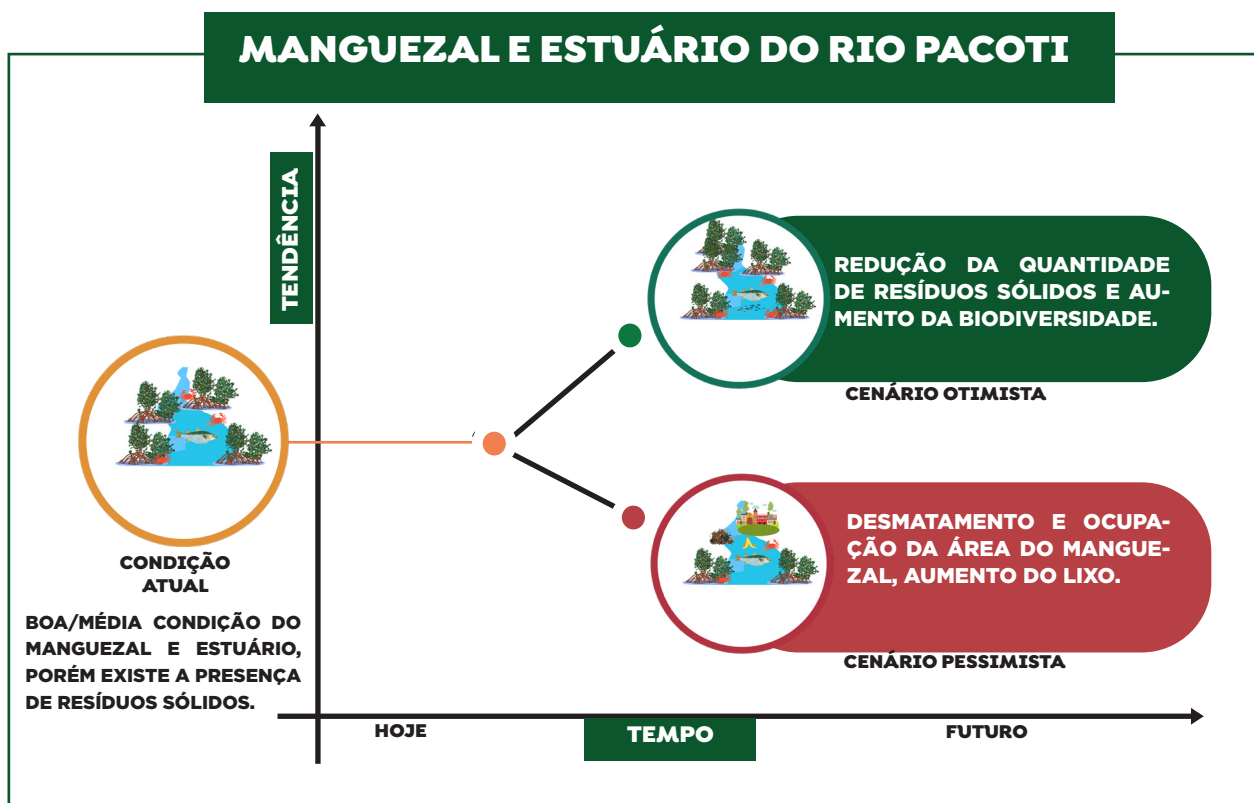 MANGUEZAL E ESTUÁRIO DO RIO PACOTI
TENDÊNCIA
REDUÇÃO DA QUANTIDADE
DE RESÍDUOS SÓLIDOS E AU-
MENTO DA BIODIVERSIDADE.
CENÁRIO OTIMISTA
CONDIÇÃO
ATUAL
BOA/MÉDIA CONDIÇÃO DO
MANGUEZAL E ESTUÁRIO,
PORÉM EXISTE A PRESENÇA
DE RESÍDUOS SÓLIDOS.
DESMATAMENTO E OCUPA-
ÇÃO DA ÁREA DO MANGUE-
ZAL, AUMENTO DO LIXO.
CENÁRIO PESSIMISTA
HOJE
TEMPO
FUTURO